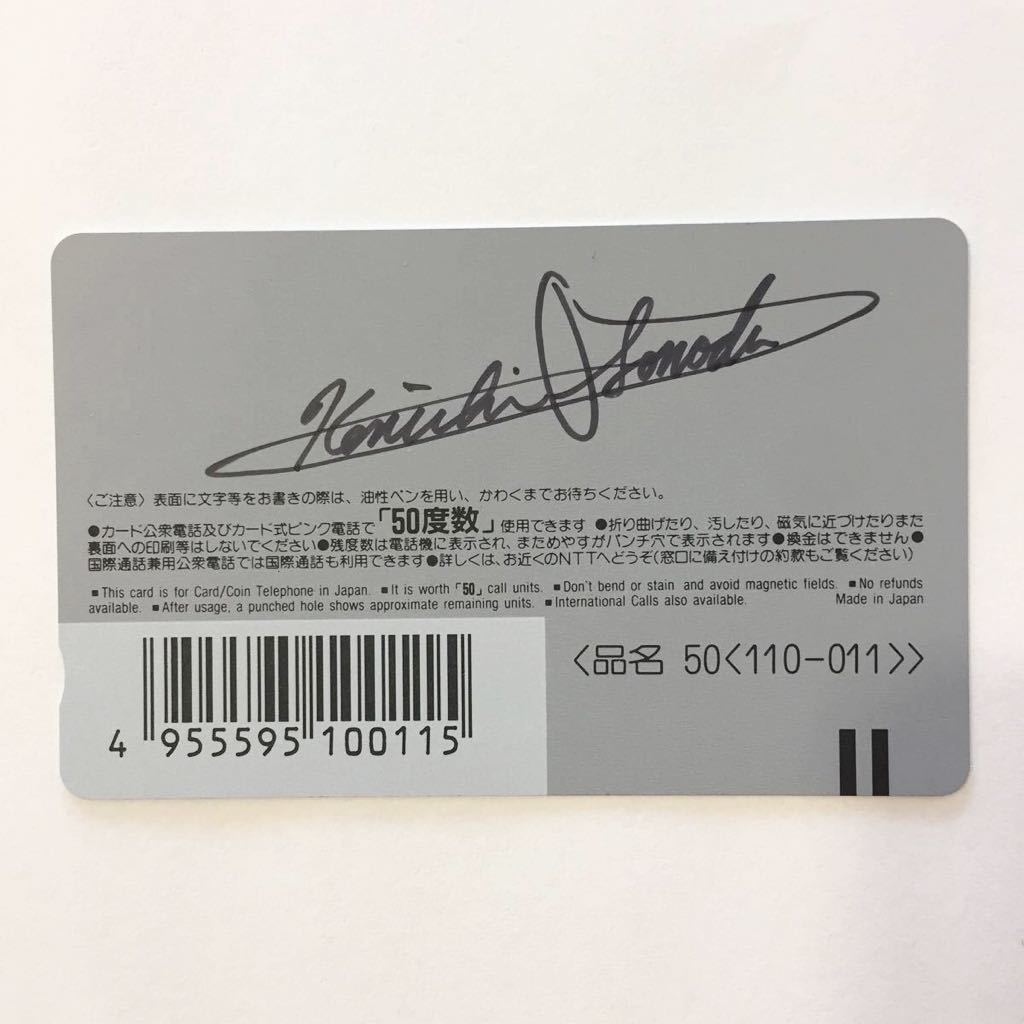 Kenichi Sonoda
〈ご注意〉表面に文字等をお書きの際は、油性ペンを用い、かわくまでお待ちください。
●カード公衆電話及びカード式ピンク電話で「50度数」使用できます ●折り曲げたり、汚したり、磁気に近づけたりまた
裏面への印刷等はしないでください●残度数は電話機に表示され、まためやすがパンチ穴で表示されます●換金はできません●
国際通話兼用公衆電話では国際通話も利用できます●詳しくは、お近くのNTTへどうぞ(窓口に備え付けの約款もご覧ください)
■This card is for Card/Coin Telephone in Japan. ■It is worth「50」call units. ■Don't bend or stain and avoid magnetic fields. ■No refunds
available. ■After usage, a punched hole shows approximate remaining units. ■International Calls also available. Made in Japan
〈品名 50〈110-011〉〉
4 955595 100115